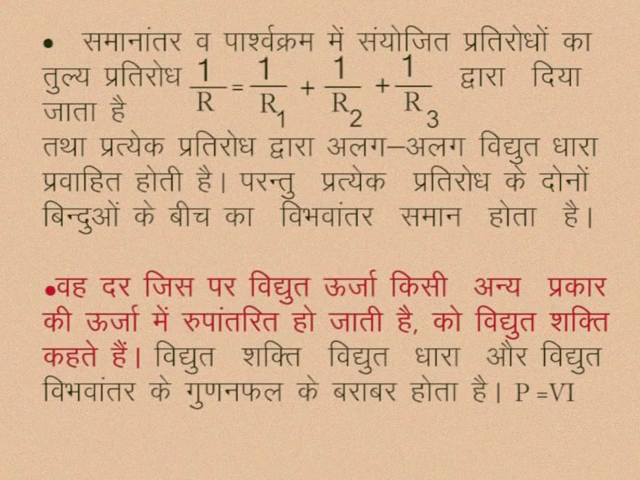 • समानांतर व पार्श्वक्रम में संयोजित प्रतिरोधों का
तुल्य प्रतिरोध 1/R = 1/R1 + 1/R2 + 1/R3 द्वारा दिया
जाता है
तथा प्रत्येक प्रतिरोध द्वारा अलग–अलग विद्युत धारा
प्रवाहित होती है। परन्तु प्रत्येक प्रतिरोध के दोनों
बिन्दुओं के बीच का विभवांतर समान होता है।
•वह दर जिस पर विद्युत ऊर्जा किसी अन्य प्रकार
की ऊर्जा में रुपांतरित हो जाती है, को विद्युत शक्ति
कहते हैं। विद्युत शक्ति विद्युत धारा और विद्युत
विभवांतर के गुणनफल के बराबर होता है। P =VI